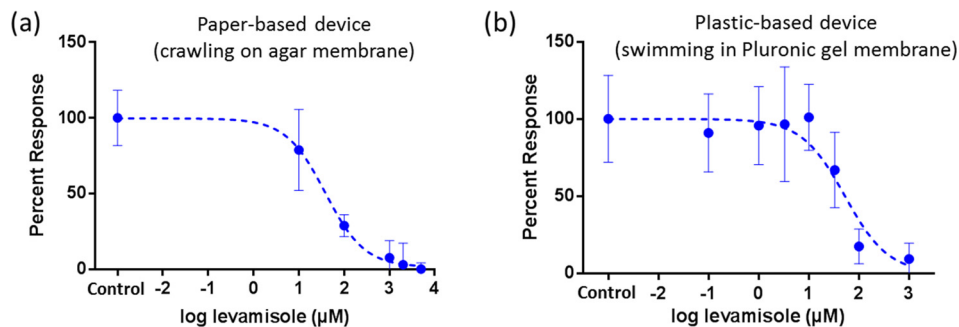 (a)
Paper-based device
(crawling on agar membrane)
150
100
50
0
Percent Response
Control -2 -1 0 1 2 3 4
log levamisole (µM)
(b)
Plastic-based device
(swimming in Pluronic gel membrane)
150
100
50
0
Percent Response
Control -2 -1 0 1 2 3
log levamisole (µM)